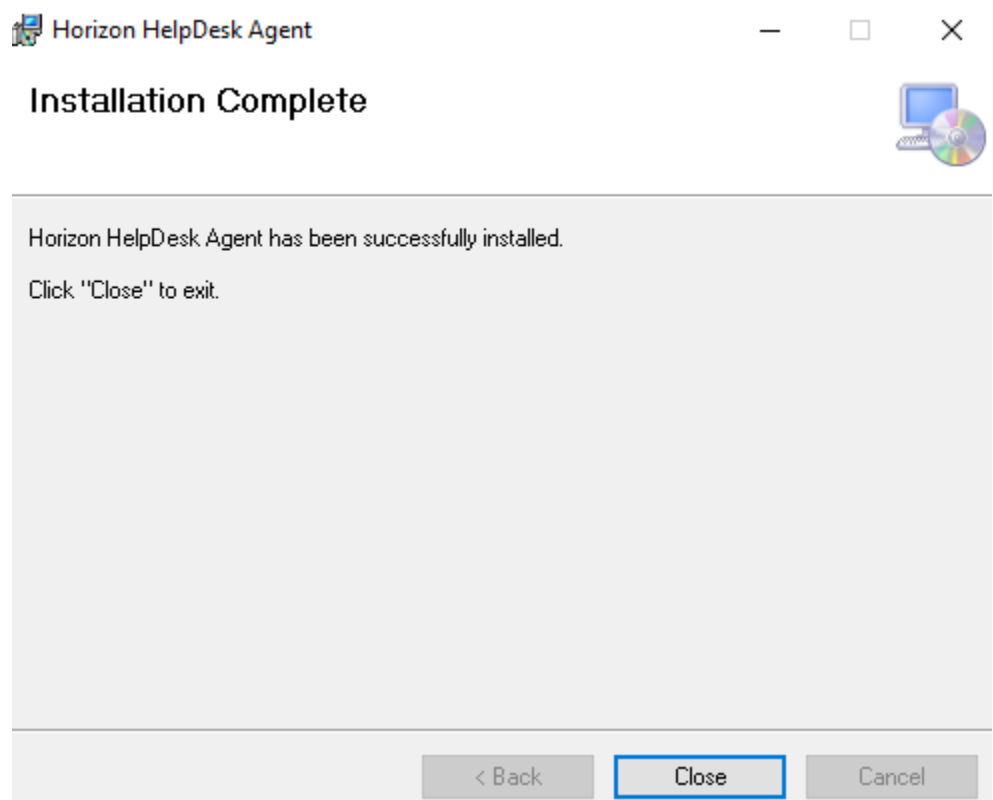 Horizon HelpDesk Agent
Installation Complete
Horizon HelpDesk Agent has been successfully installed.
Click "Close" to exit.
< Back
Close
Cancel